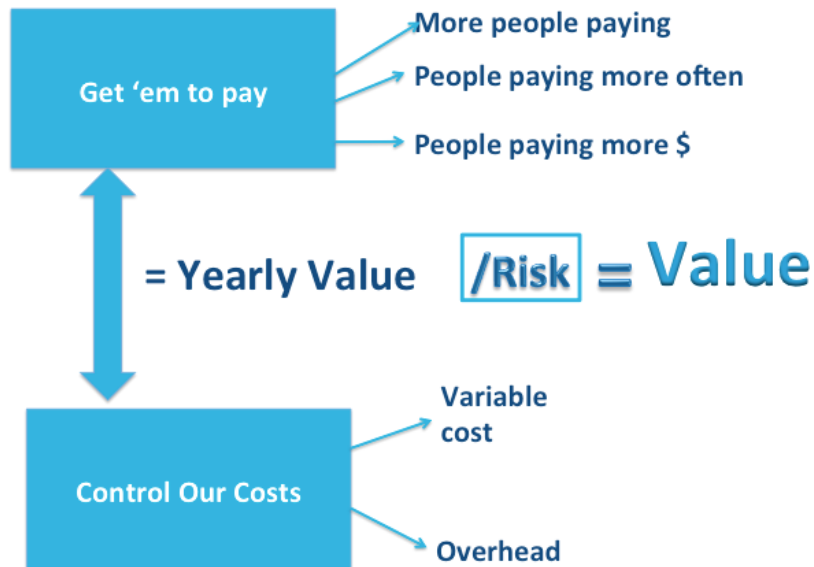 More people paying
Get ‘em to pay
People paying more often
People paying more $
= Yearly Value /Risk = Value
Variable
cost
Control Our Costs
Overhead